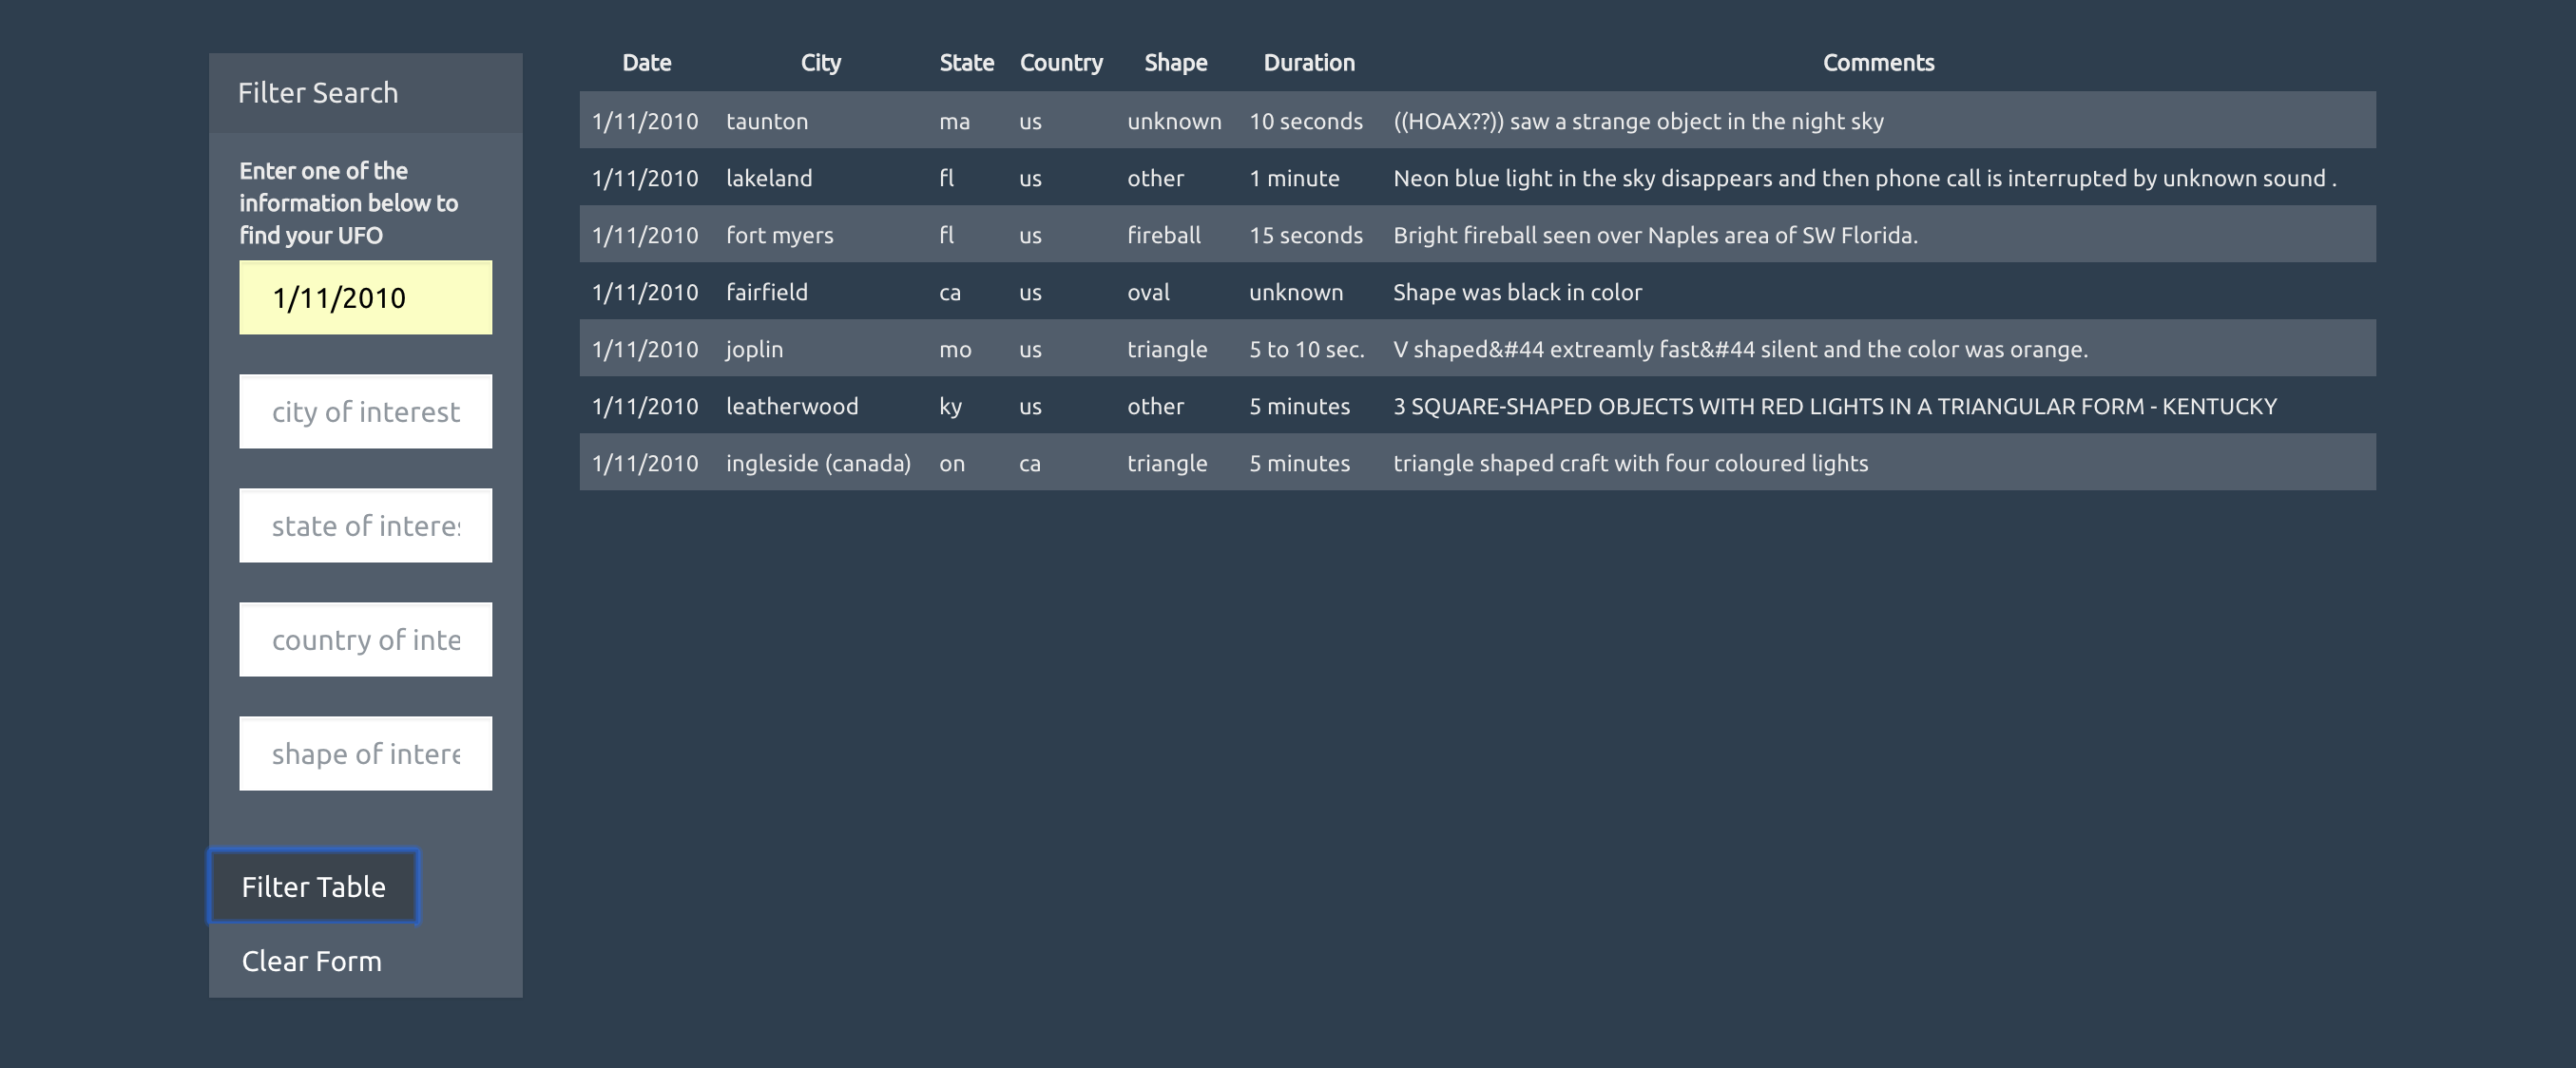 Filter Search
Enter one of the
information below to
find your UFO
1/11/2010
city of interest
state of interes
country of inte
shape of intere
Filter Table
Clear Form
Date City State Country Shape Duration Comments
1/11/2010 taunton ma us unknown 10 seconds ((HOAX??)) saw a strange object in the night sky
1/11/2010 lakeland fl us other 1 minute Neon blue light in the sky disappears and then phone call is interrupted by unknown sound .
1/11/2010 fort myers fl us fireball 15 seconds Bright fireball seen over Naples area of SW Florida.
1/11/2010 fairfield ca us oval unknown Shape was black in color
1/11/2010 joplin mo us triangle 5 to 10 sec. V shaped&#44 extreamly fast&#44 silent and the color was orange.
1/11/2010 leatherwood ky us other 5 minutes 3 SQUARE-SHAPED OBJECTS WITH RED LIGHTS IN A TRIANGULAR FORM - KENTUCKY
1/11/2010 ingleside (canada) on ca triangle 5 minutes triangle shaped craft with four coloured lights